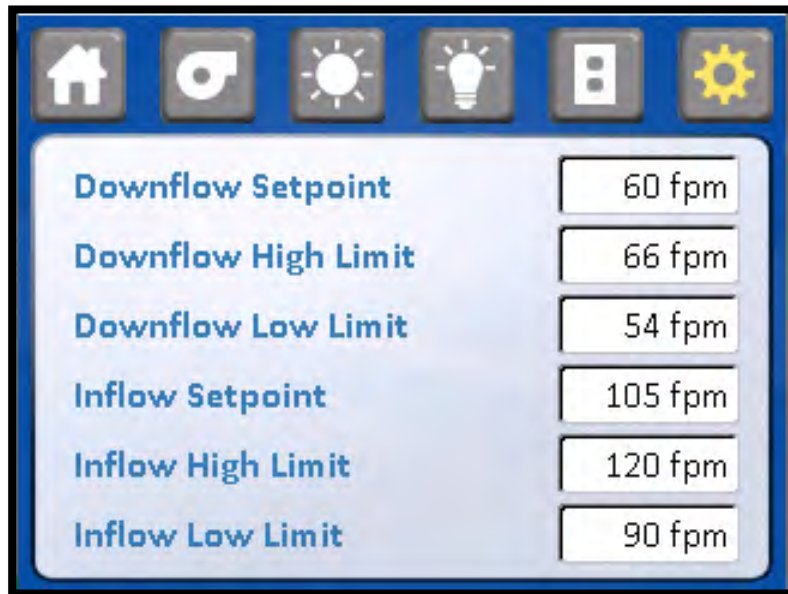 Downflow Setpoint 60 fpm
Downflow High Limit 66 fpm
Downflow Low Limit 54 fpm
Inflow Setpoint 105 fpm
Inflow High Limit 120 fpm
Inflow Low Limit 90 fpm